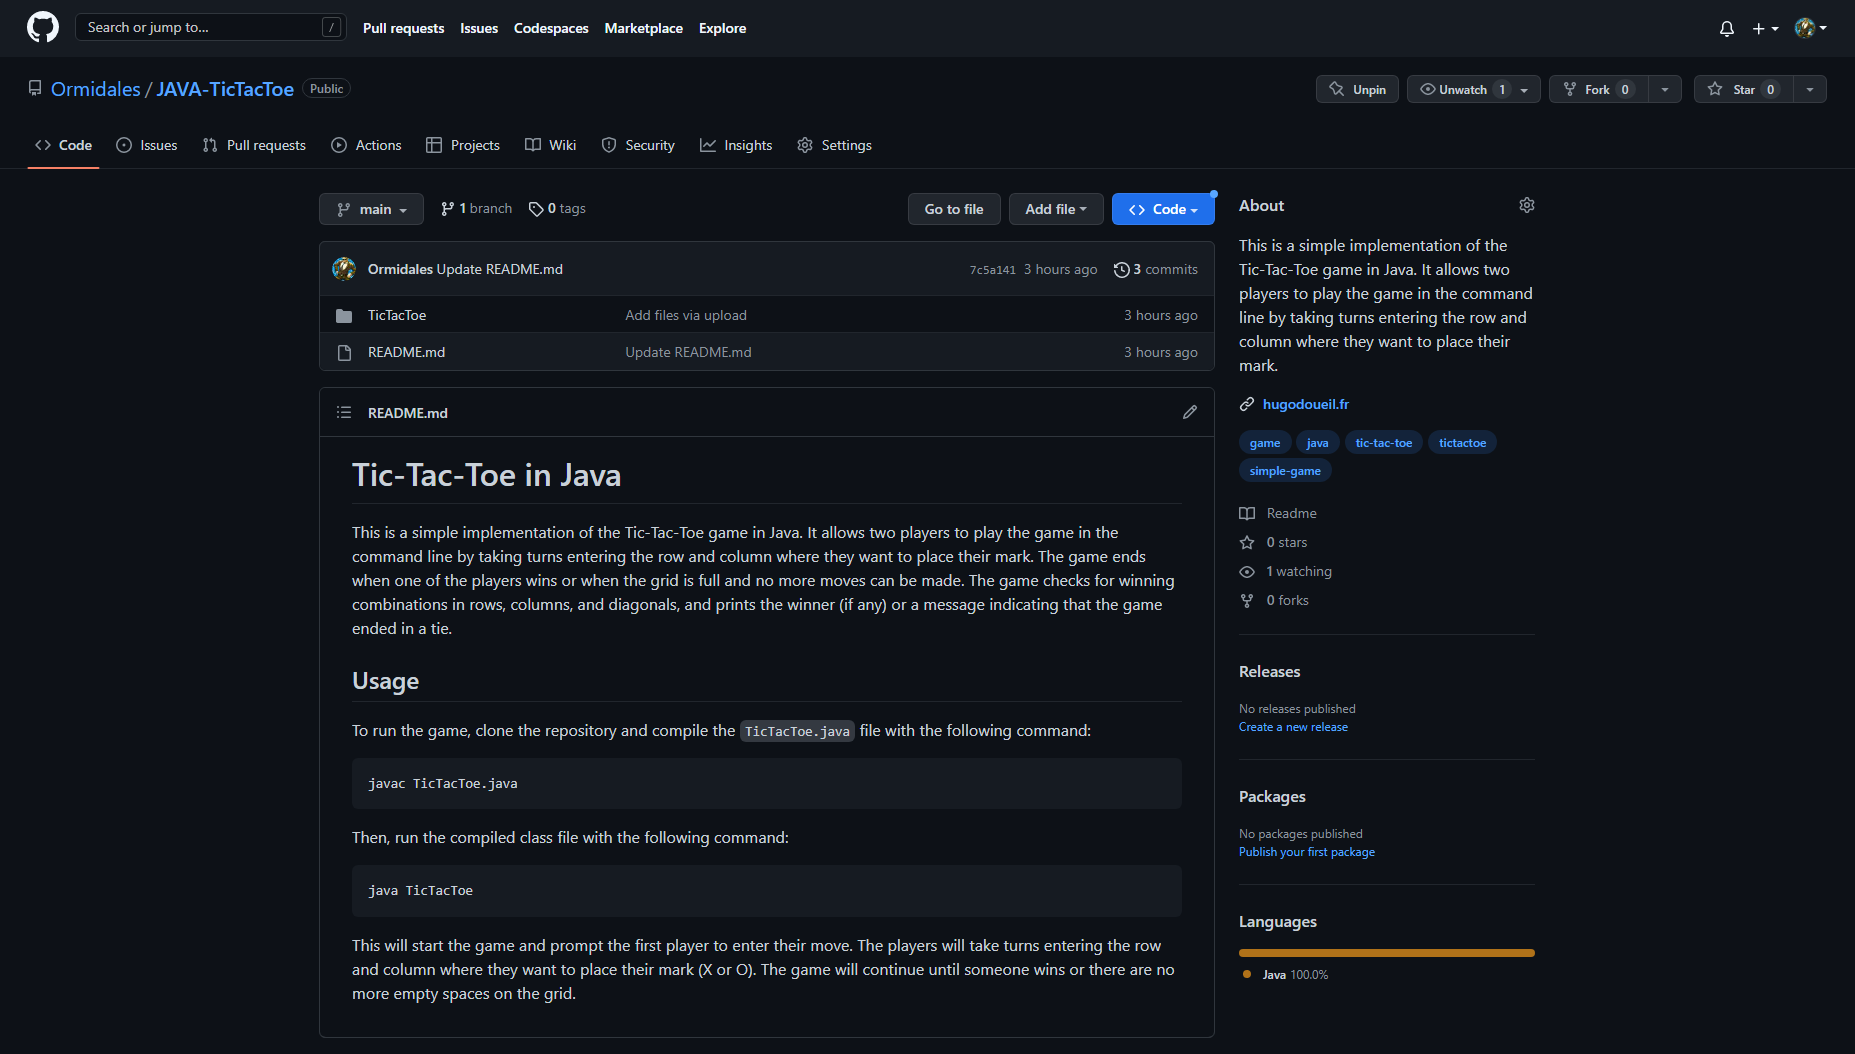 Search or jump to... /
Pull requests Issues Codespaces Marketplace Explore
Ormidales / JAVA-TicTacToe Public
Unpin Unwatch 1 Fork 0 Star 0
Code Issues Pull requests Actions Projects Wiki Security Insights Settings
main 1 branch 0 tags
Go to file Add file Code
Ormidales Update README.md 7c5a141 3 hours ago 3 commits
TicTacToe Add files via upload 3 hours ago
README.md Update README.md 3 hours ago
README.md
Tic-Tac-Toe in Java
This is a simple implementation of the Tic-Tac-Toe game in Java. It allows two players to play the game in the
command line by taking turns entering the row and column where they want to place their mark. The game ends
when one of the players wins or when the grid is full and no more moves can be made. The game checks for winning
combinations in rows, columns, and diagonals, and prints the winner (if any) or a message indicating that the game
ended in a tie.
Usage
To run the game, clone the repository and compile the TicTacToe.java file with the following command:
javac TicTacToe.java
Then, run the compiled class file with the following command:
java TicTacToe
This will start the game and prompt the first player to enter their move. The players will take turns entering the row
and column where they want to place their mark (X or O). The game will continue until someone wins or there are no
more empty spaces on the grid.
About
This is a simple implementation of the
Tic-Tac-Toe game in Java. It allows two
players to play the game in the command
line by taking turns entering the row and
column where they want to place their
mark.
hugodoueil.fr
game java tic-tac-toe tictactoe
simple-game
Readme
0 stars
1 watching
0 forks
Releases
No releases published
Create a new release
Packages
No packages published
Publish your first package
Languages
Java 100.0%